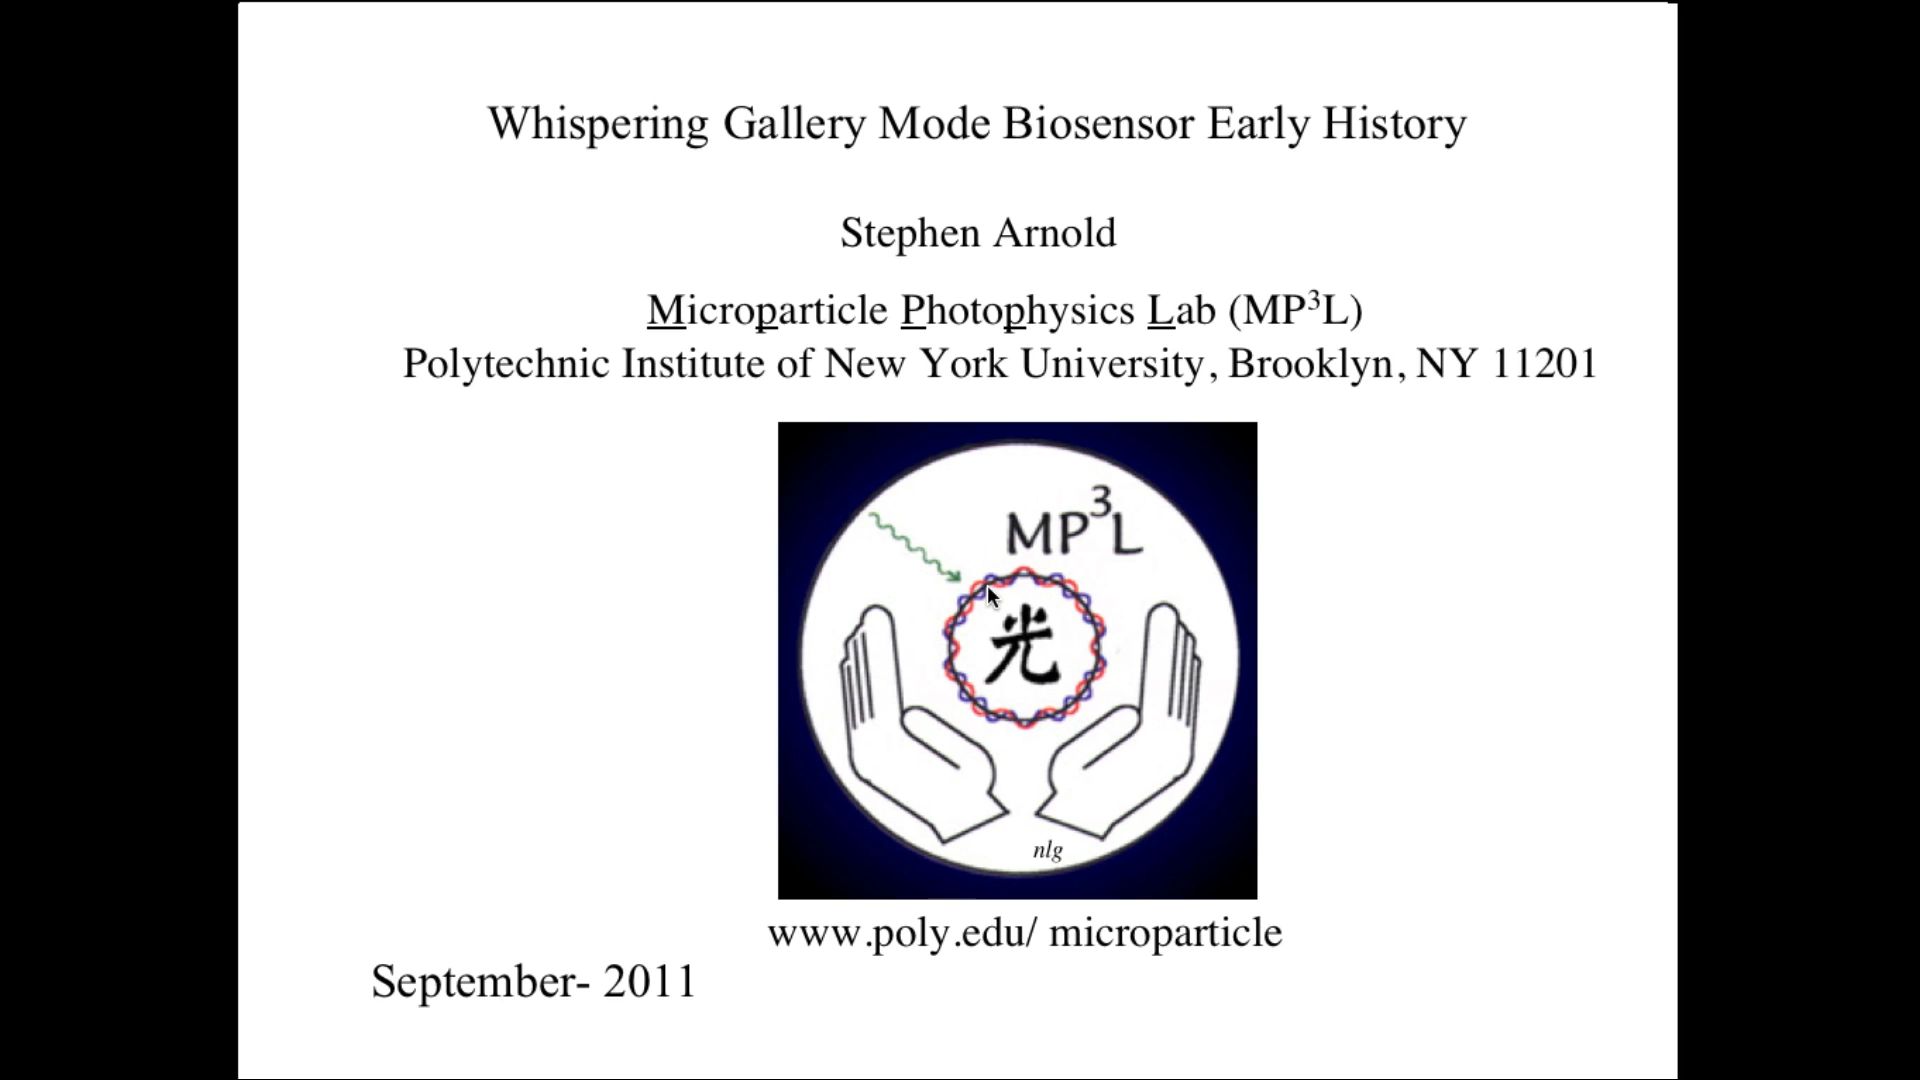 Whispering Gallery Mode Biosensor Early History
Stephen Arnold
Microparticle Photophysics Lab (MP³L)
Polytechnic Institute of New York University, Brooklyn, NY 11201
MP³L
光
nlg
www.poly.edu/ microparticle
September- 2011